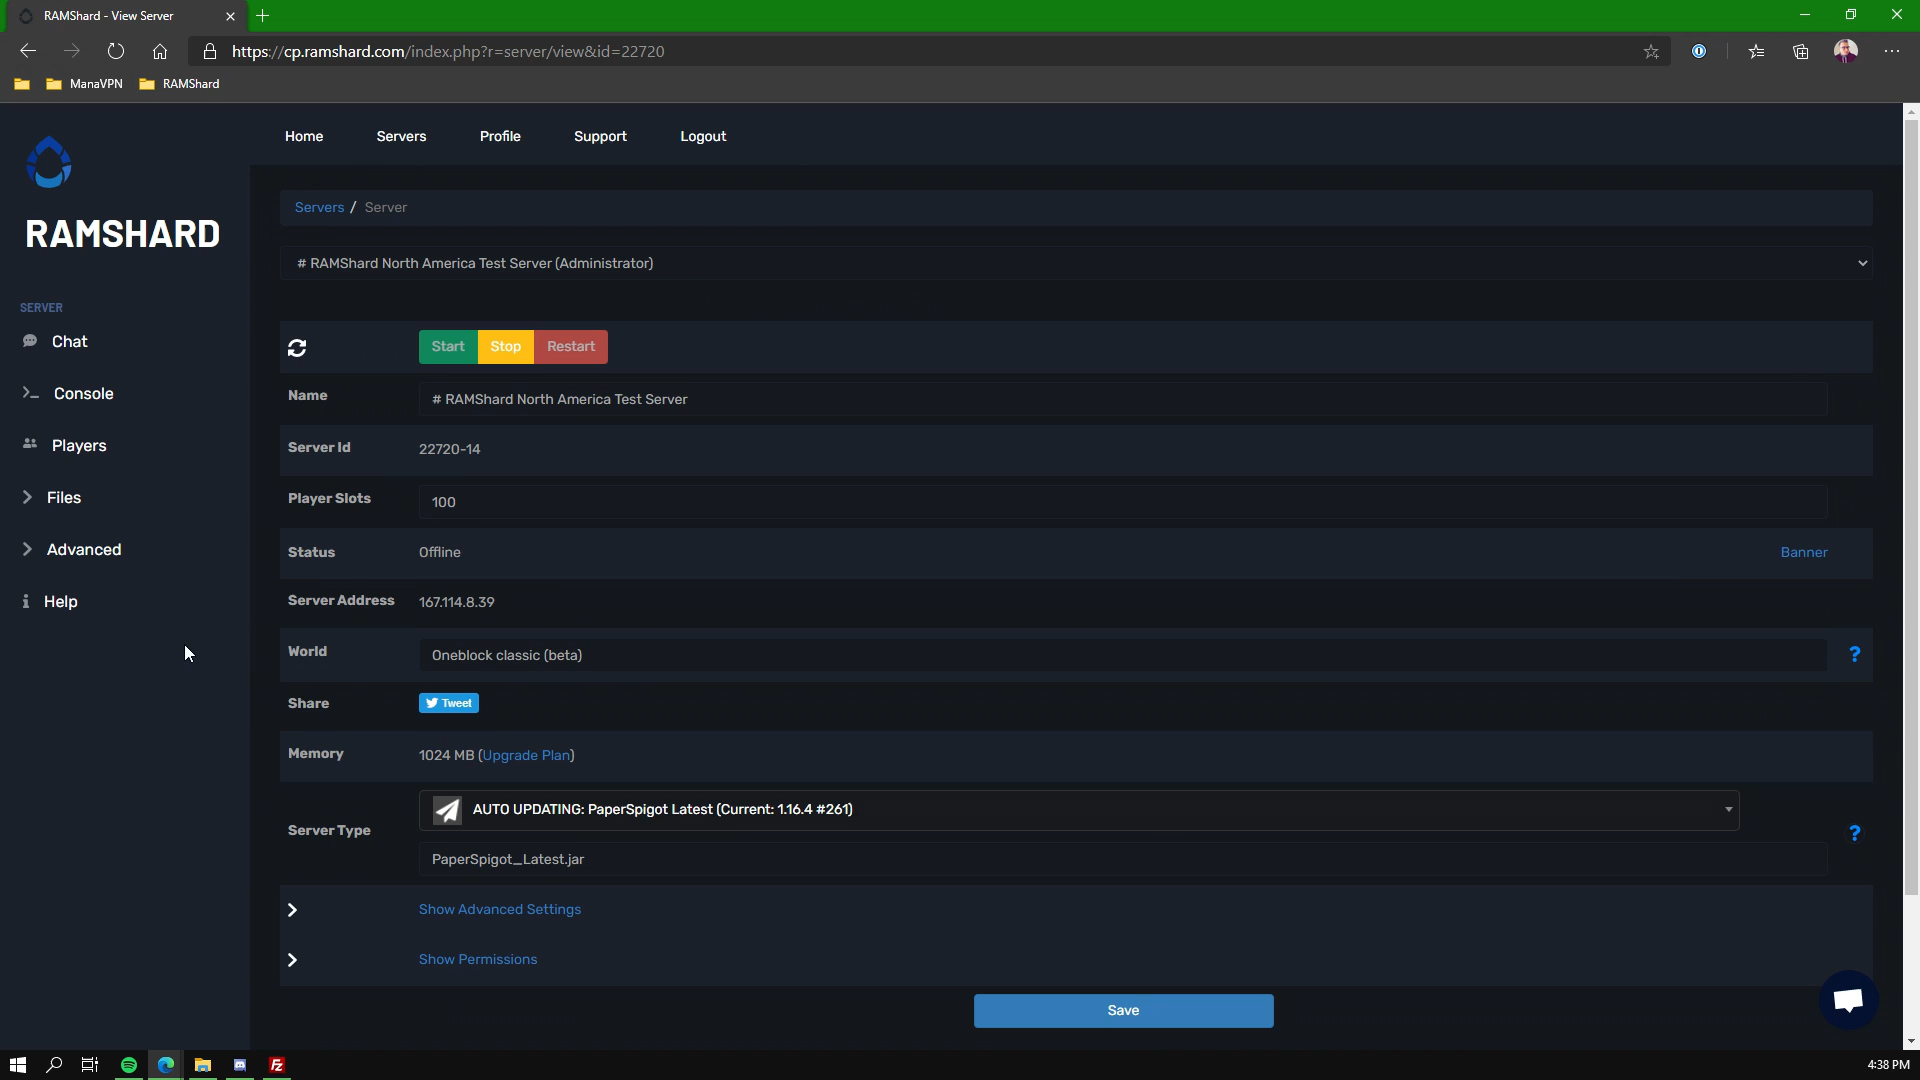 RAMShard - View Server
https://cp.ramshard.com/index.php?r=server/view&id=22720
ManaVPN
RAMShard
Home
Servers
Profile
Support
Logout
RAMSHARD
Servers / Server
# RAMShard North America Test Server (Administrator)
SERVER
Chat
Console
Players
Files
Advanced
Help
Start
Stop
Restart
Name
# RAMShard North America Test Server
Server Id
22720-14
Player Slots
100
Status
Offline
Banner
Server Address
167.114.8.39
World
Oneblock classic (beta)
?
Share
Tweet
Memory
1024 MB (Upgrade Plan)
Server Type
AUTO UPDATING: PaperSpigot Latest (Current: 1.16.4 #261)
?
PaperSpigot_Latest.jar
Show Advanced Settings
Show Permissions
Save
Fz
4:38 PM